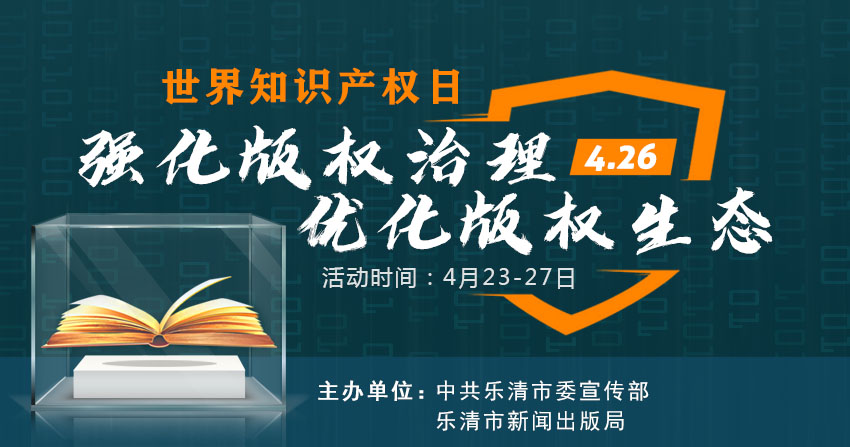 世界知识产权日
强化版权治理 4.26
优化版权生态
活动时间：4月23-27日
主办单位：中共乐清市委宣传部
乐清市新闻出版局